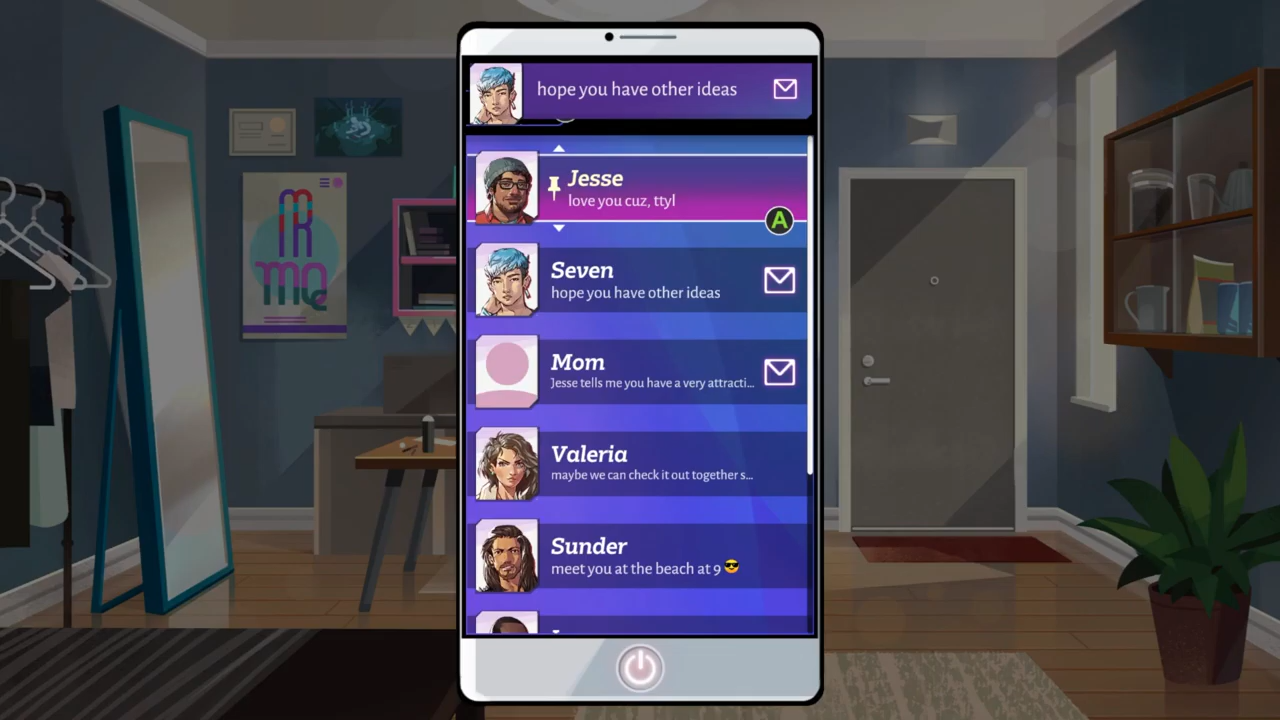 hope you have other ideas
Jesse
love you cuz, ttyl
A
Seven
hope you have other ideas
Mom
Jesse tells me you have a very attracti...
Valeria
maybe we can check it out together s...
Sunder
meet you at the beach at 9 😎